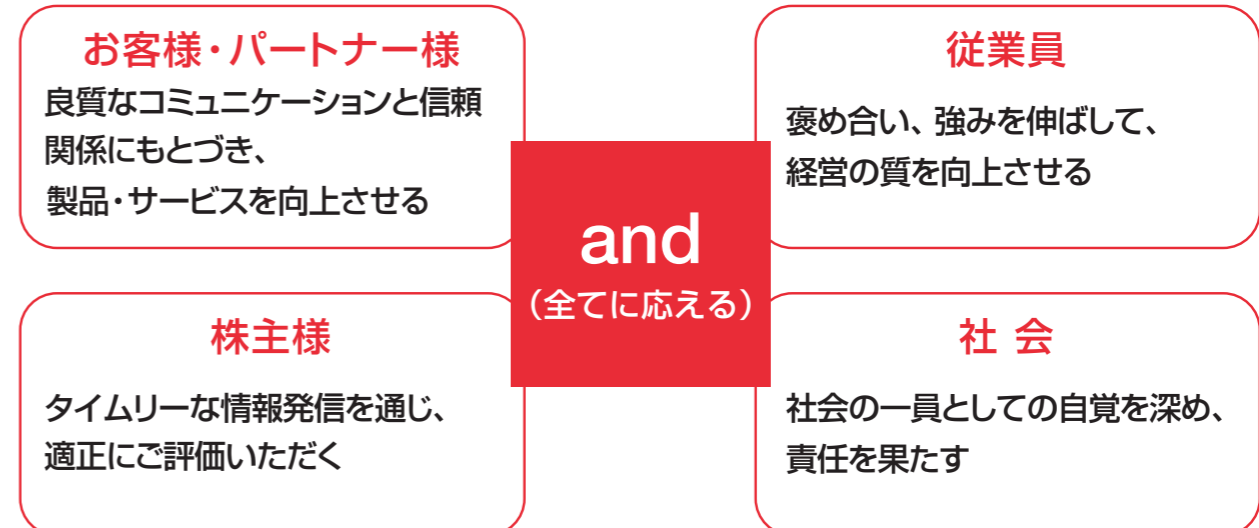 お客様・パートナー様
良質なコミュニケーションと信頼
関係にもとづき、
製品・サービスを向上させる
従業員
褒め合い、強みを伸ばして、
経営の質を向上させる
and
（全てに応える）
株主様
タイムリーな情報発信を通じ、
適正にご評価いただく
社 会
社会の一員としての自覚を深め、
責任を果たす